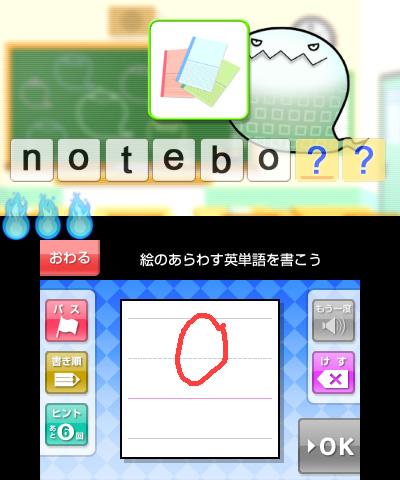 notebo??
おわる
絵のあらわす英単語を書こう
パス
もう一度
書き順
けす
ヒント
あと6回
OK
o